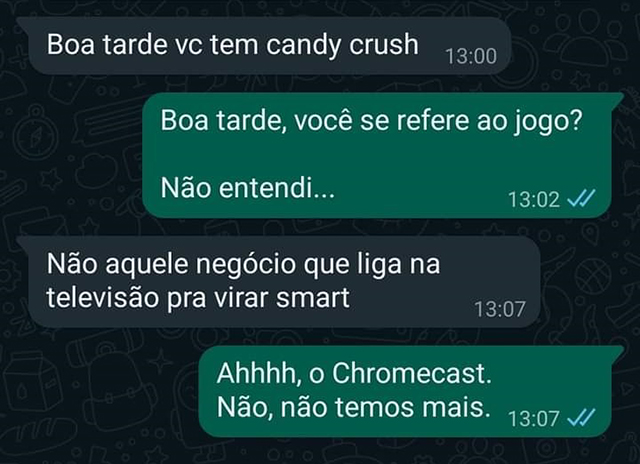 Boa tarde vc tem candy crush
13:00
Boa tarde, você se refere ao jogo?
Não entendi...
13:02
Não aquele negócio que liga na
televisão pra virar smart
13:07
Ahhhh, o Chromecast.
Não, não temos mais.
13:07